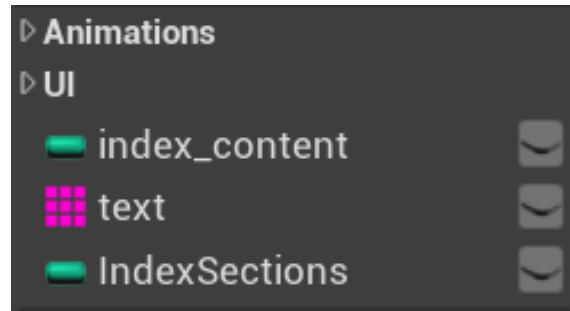 Animations
UI
index_content
text
IndexSections